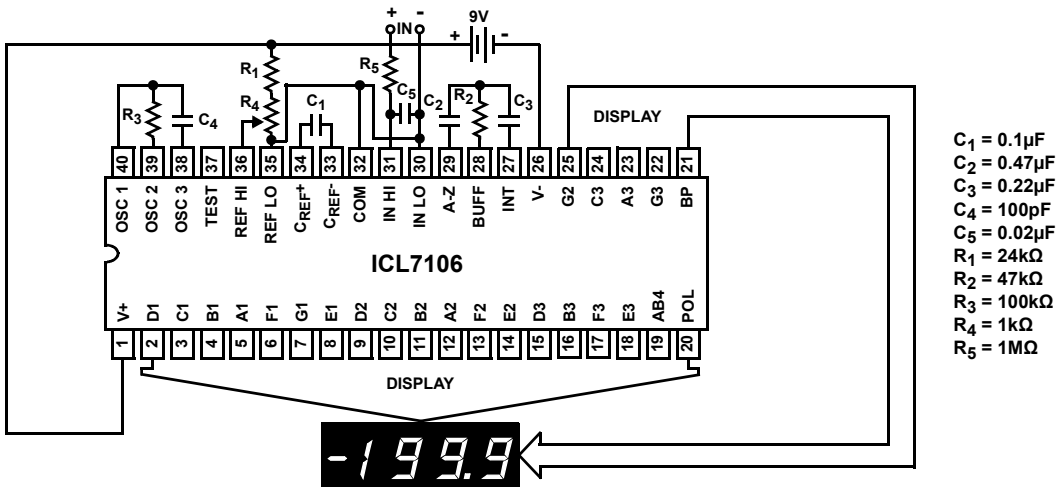 + -
IN
9V
+ -
R1
R5
C5
R4
C1
C2
R2
C3
R3
C4
DISPLAY
40 39 38 37 36 35 34 33 32 31 30 29 28 27 26 25 24 23 22 21
OSC 1 OSC 2 OSC 3 TEST REF HI REF LO CREF+ CREF- COM IN HI IN LO A-Z BUFF INT V- G2 C3 A3 G3 BP
ICL7106
V+ D1 C1 B1 A1 F1 G1 E1 D2 C2 B2 A2 F2 E2 D3 B3 F3 E3 AB4 POL
1 2 3 4 5 6 7 8 9 10 11 12 13 14 15 16 17 18 19 20
DISPLAY
-199.9
C1 = 0.1µF
C2 = 0.47µF
C3 = 0.22µF
C4 = 100pF
C5 = 0.02µF
R1 = 24kΩ
R2 = 47kΩ
R3 = 100kΩ
R4 = 1kΩ
R5 = 1MΩ